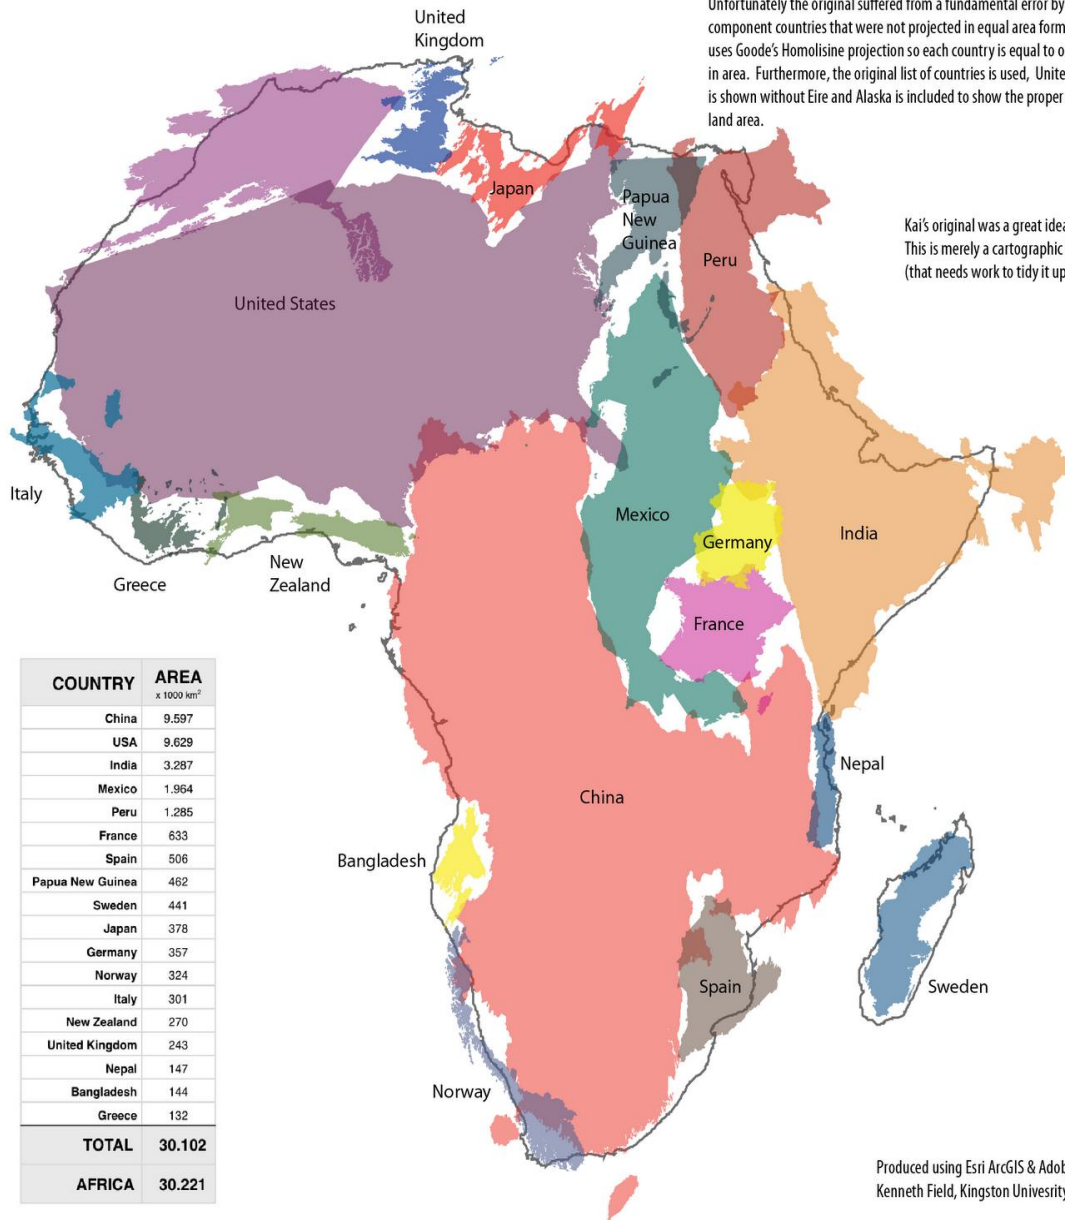 Unfortunately the original suffered from a fundamental error by
component countries that were not projected in equal area form
uses Goode's Homolisine projection so each country is equal to o
in area. Furthermore, the original list of countries is used, Unite
is shown without Eire and Alaska is included to show the proper
land area.
Kai's original was a great idea
This is merely a cartographic
(that needs work to tidy it up
United
Kingdom
Japan
Papua
New
Guinea
Peru
United States
Italy
Greece
New
Zealand
Mexico
Germany
India
France
China
Nepal
Bangladesh
Sweden
Spain
Norway
COUNTRY AREA
x 1000 km²
China 9.597
USA 9.629
India 3.287
Mexico 1.964
Peru 1.285
France 633
Spain 506
Papua New Guinea 462
Sweden 441
Japan 378
Germany 357
Norway 324
Italy 301
New Zealand 270
United Kingdom 243
Nepal 147
Bangladesh 144
Greece 132
TOTAL 30.102
AFRICA 30.221
Produced using Esri ArcGIS & Adob
Kenneth Field, Kingston Univesrity